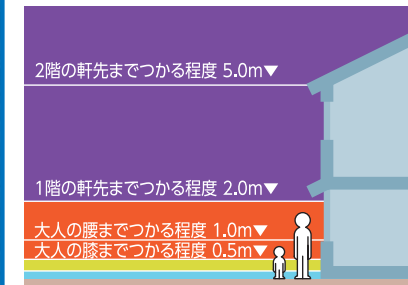 2階の軒先までつかる程度 5.0m▼
1階の軒先までつかる程度 2.0m▼
大人の腰までつかる程度 1.0m▼
大人の膝までつかる程度 0.5m▼